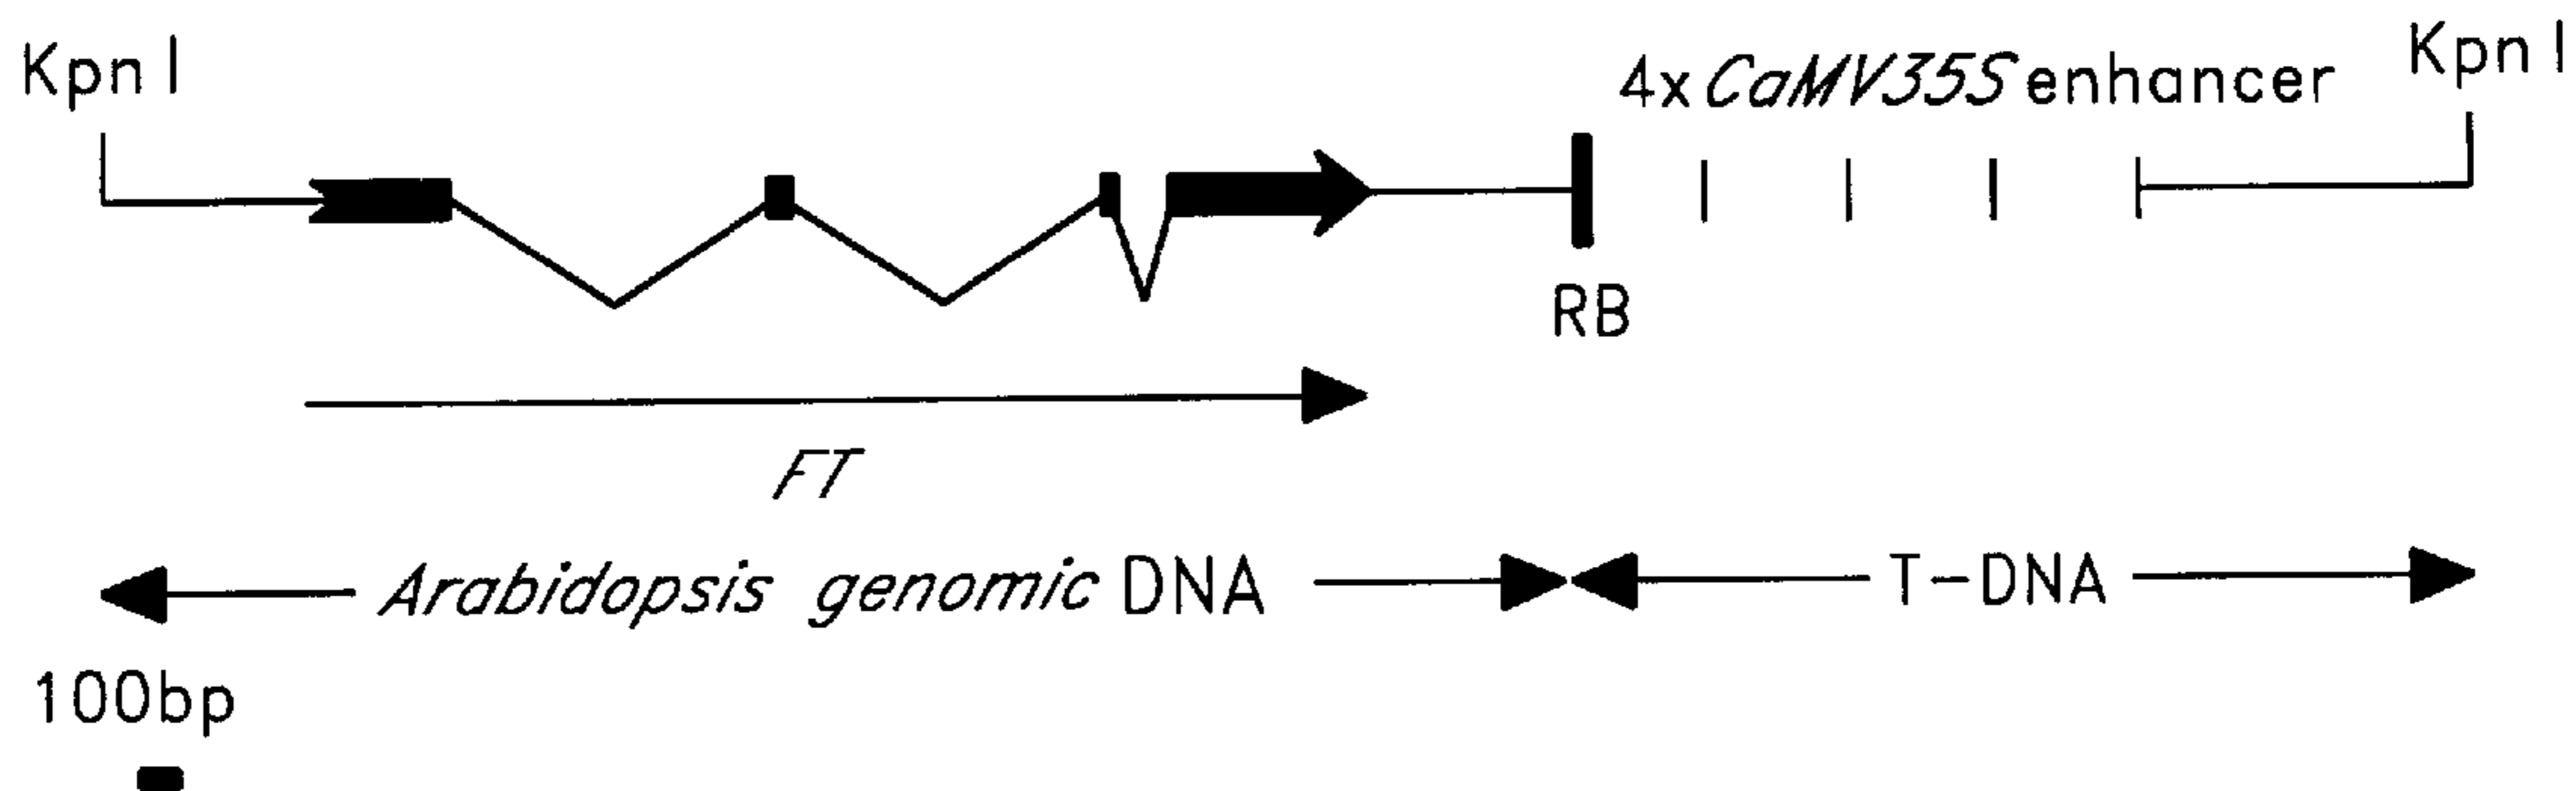 Kpn I
4x CaMV35S enhancer
Kpn I
RB
FT
Arabidopsis genomic DNA
T-DNA
100bp